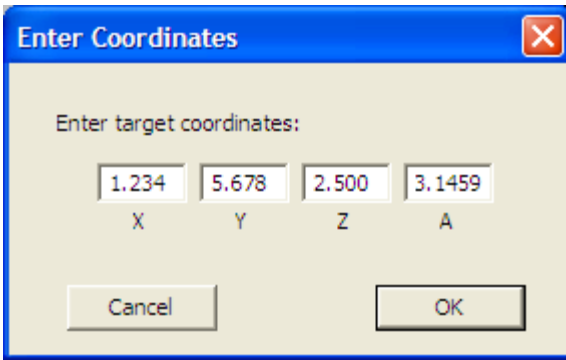 Enter Coordinates
Enter target coordinates:
1.234 5.678 2.500 3.1459
X Y Z A
Cancel OK